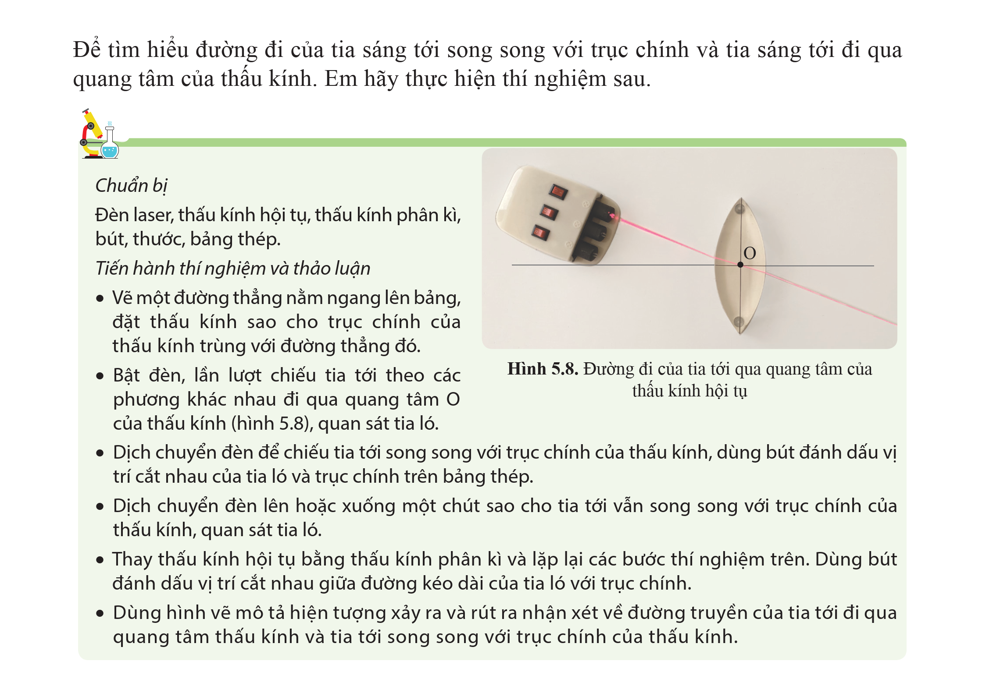 Để tìm hiểu đường đi của tia sáng tới song song với trục chính và tia sáng tới đi qua
quang tâm của thấu kính. Em hãy thực hiện thí nghiệm sau.
Chuẩn bị
Đèn laser, thấu kính hội tụ, thấu kính phân kì,
bút, thước, bảng thép.
Tiến hành thí nghiệm và thảo luận
• Vẽ một đường thẳng nằm ngang lên bảng,
đặt thấu kính sao cho trục chính của
thấu kính trùng với đường thẳng đó.
• Bật đèn, lần lượt chiếu tia tới theo các
phương khác nhau đi qua quang tâm O
của thấu kính (hình 5.8), quan sát tia ló.
O
Hình 5.8. Đường đi của tia tới qua quang tâm của
thấu kính hội tụ
• Dịch chuyển đèn để chiếu tia tới song song với trục chính của thấu kính, dùng bút đánh dấu vị
trí cắt nhau của tia ló và trục chính trên bảng thép.
• Dịch chuyển đèn lên hoặc xuống một chút sao cho tia tới vẫn song song với trục chính của
thấu kính, quan sát tia ló.
• Thay thấu kính hội tụ bằng thấu kính phân kì và lặp lại các bước thí nghiệm trên. Dùng bút
đánh dấu vị trí cắt nhau giữa đường kéo dài của tia ló với trục chính.
• Dùng hình vẽ mô tả hiện tượng xảy ra và rút ra nhận xét về đường truyền của tia tới đi qua
quang tâm thấu kính và tia tới song song với trục chính của thấu kính.